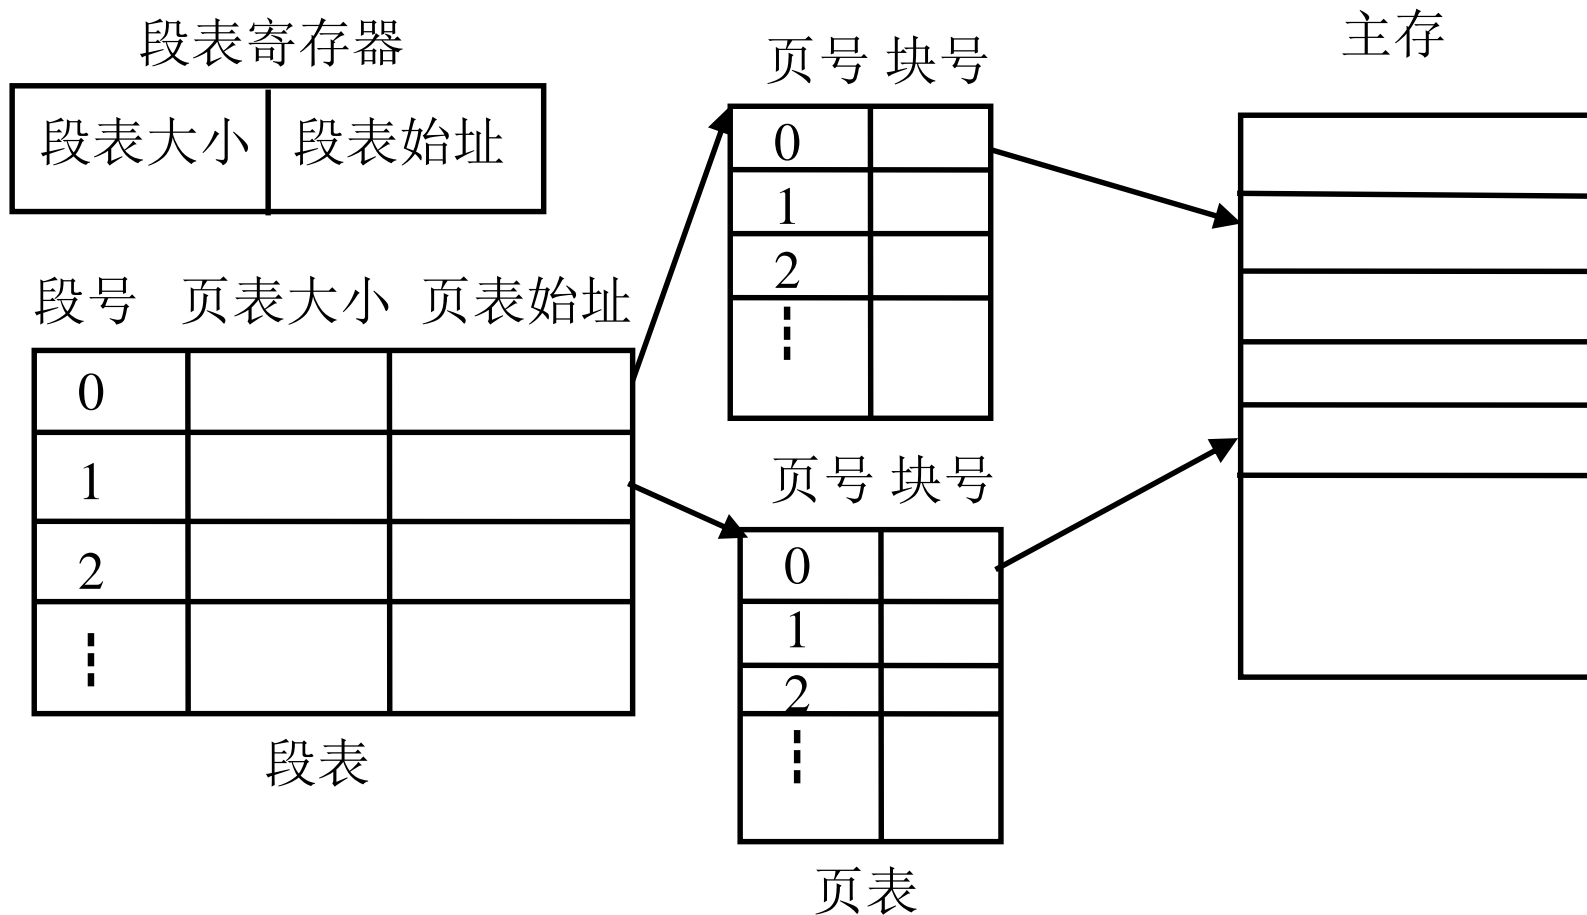 段表寄存器
段表大小 段表始址
段号 页表大小 页表始址
0
1
2
段表
页号 块号
0
1
2
页号 块号
0
1
2
页表
主存